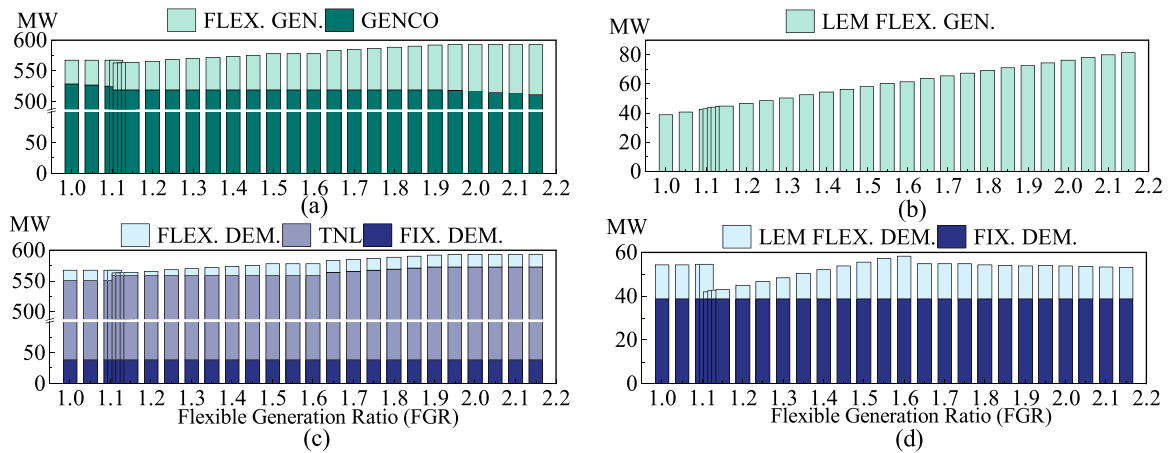 MW
FLEX. GEN. GENCO
600
550
500
50
0
1.0 1.1 1.2 1.3 1.4 1.5 1.6 1.7 1.8 1.9 2.0 2.1 2.2
(a)
MW
LEM FLEX. GEN.
80
60
40
20
0
1.0 1.1 1.2 1.3 1.4 1.5 1.6 1.7 1.8 1.9 2.0 2.1 2.2
(b)
MW
FLEX. DEM. TNL FIX. DEM.
600
550
500
50
0
1.0 1.1 1.2 1.3 1.4 1.5 1.6 1.7 1.8 1.9 2.0 2.1 2.2
Flexible Generation Ratio (FGR)
(c)
MW
LEM FLEX. DEM. FIX. DEM.
60
40
20
0
1.0 1.1 1.2 1.3 1.4 1.5 1.6 1.7 1.8 1.9 2.0 2.1 2.2
Flexible Generation Ratio (FGR)
(d)